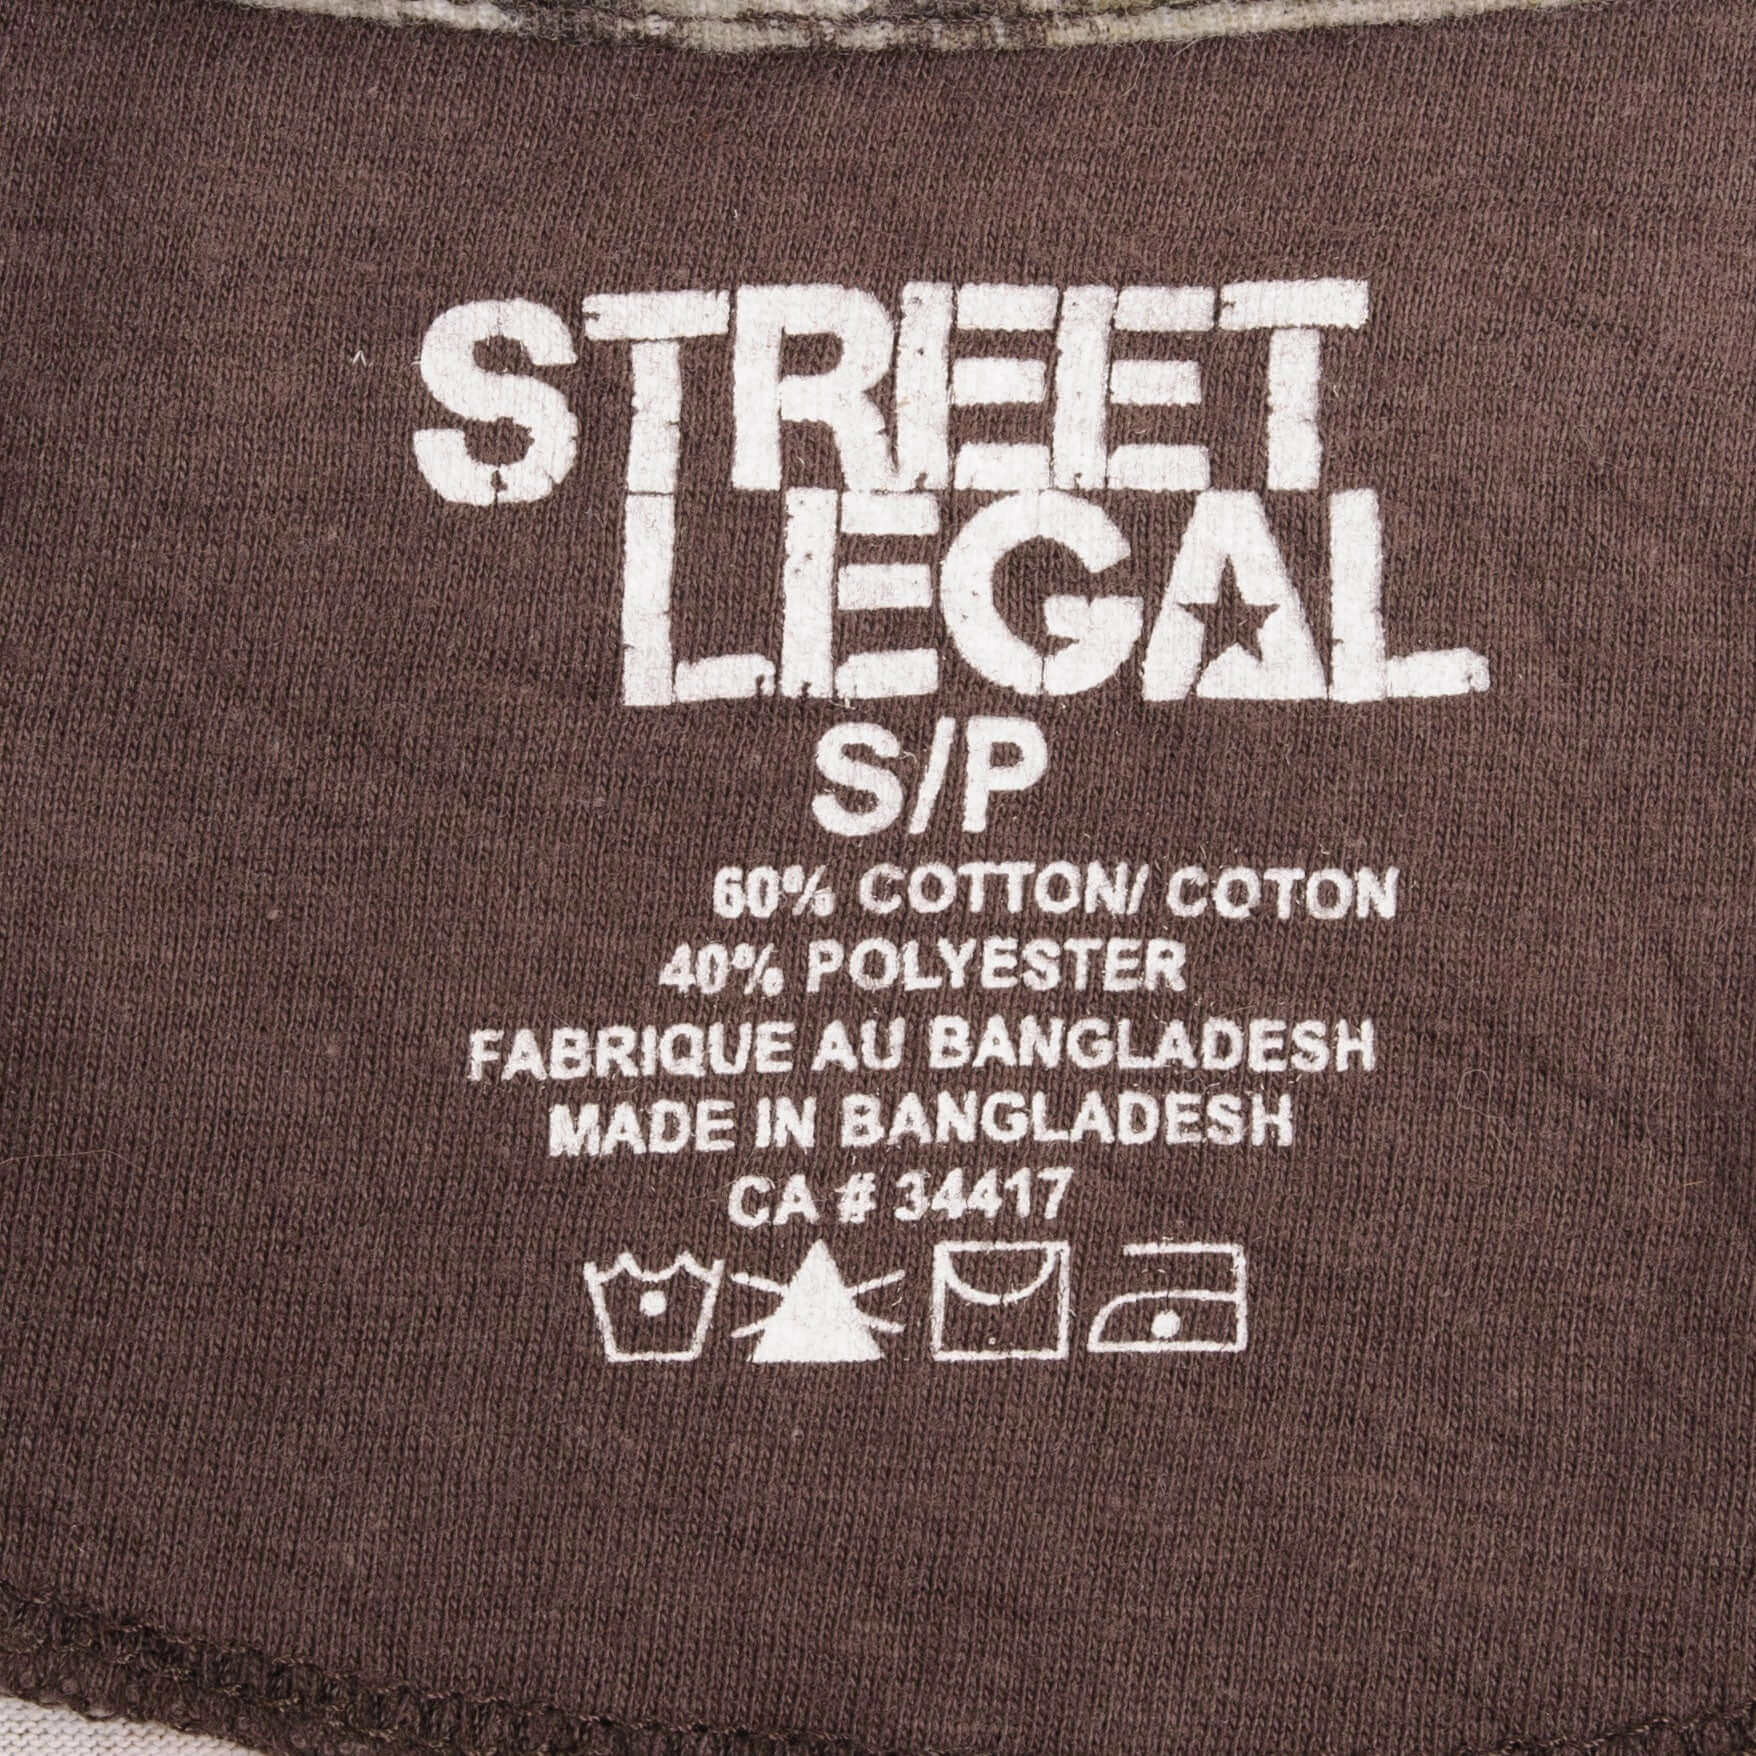 STREET
LEGAL
S/P
60% COTTON/ COTON
40% POLYESTER
FABRIQUE AU BANGLADESH
MADE IN BANGLADESH
CA # 34417